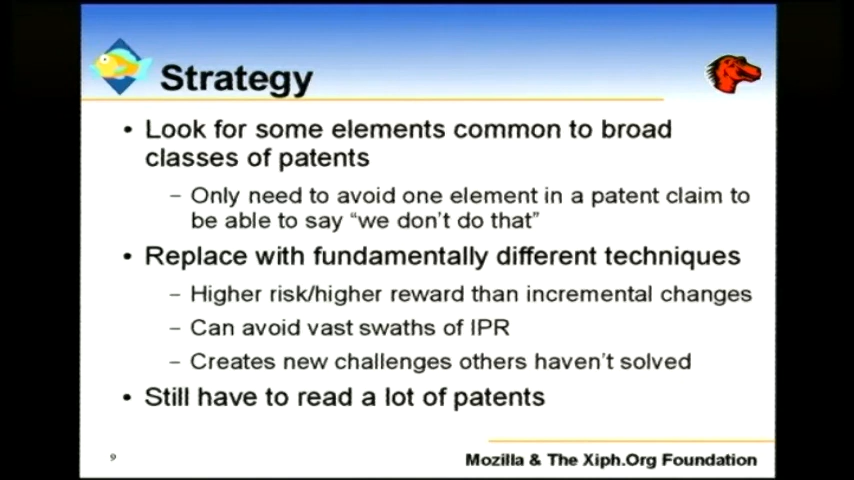 Strategy
• Look for some elements common to broad
classes of patents
– Only need to avoid one element in a patent claim to
be able to say “we don't do that”
• Replace with fundamentally different techniques
– Higher risk/higher reward than incremental changes
– Can avoid vast swaths of IPR
– Creates new challenges others haven't solved
• Still have to read a lot of patents
9
Mozilla & The Xiph.Org Foundation